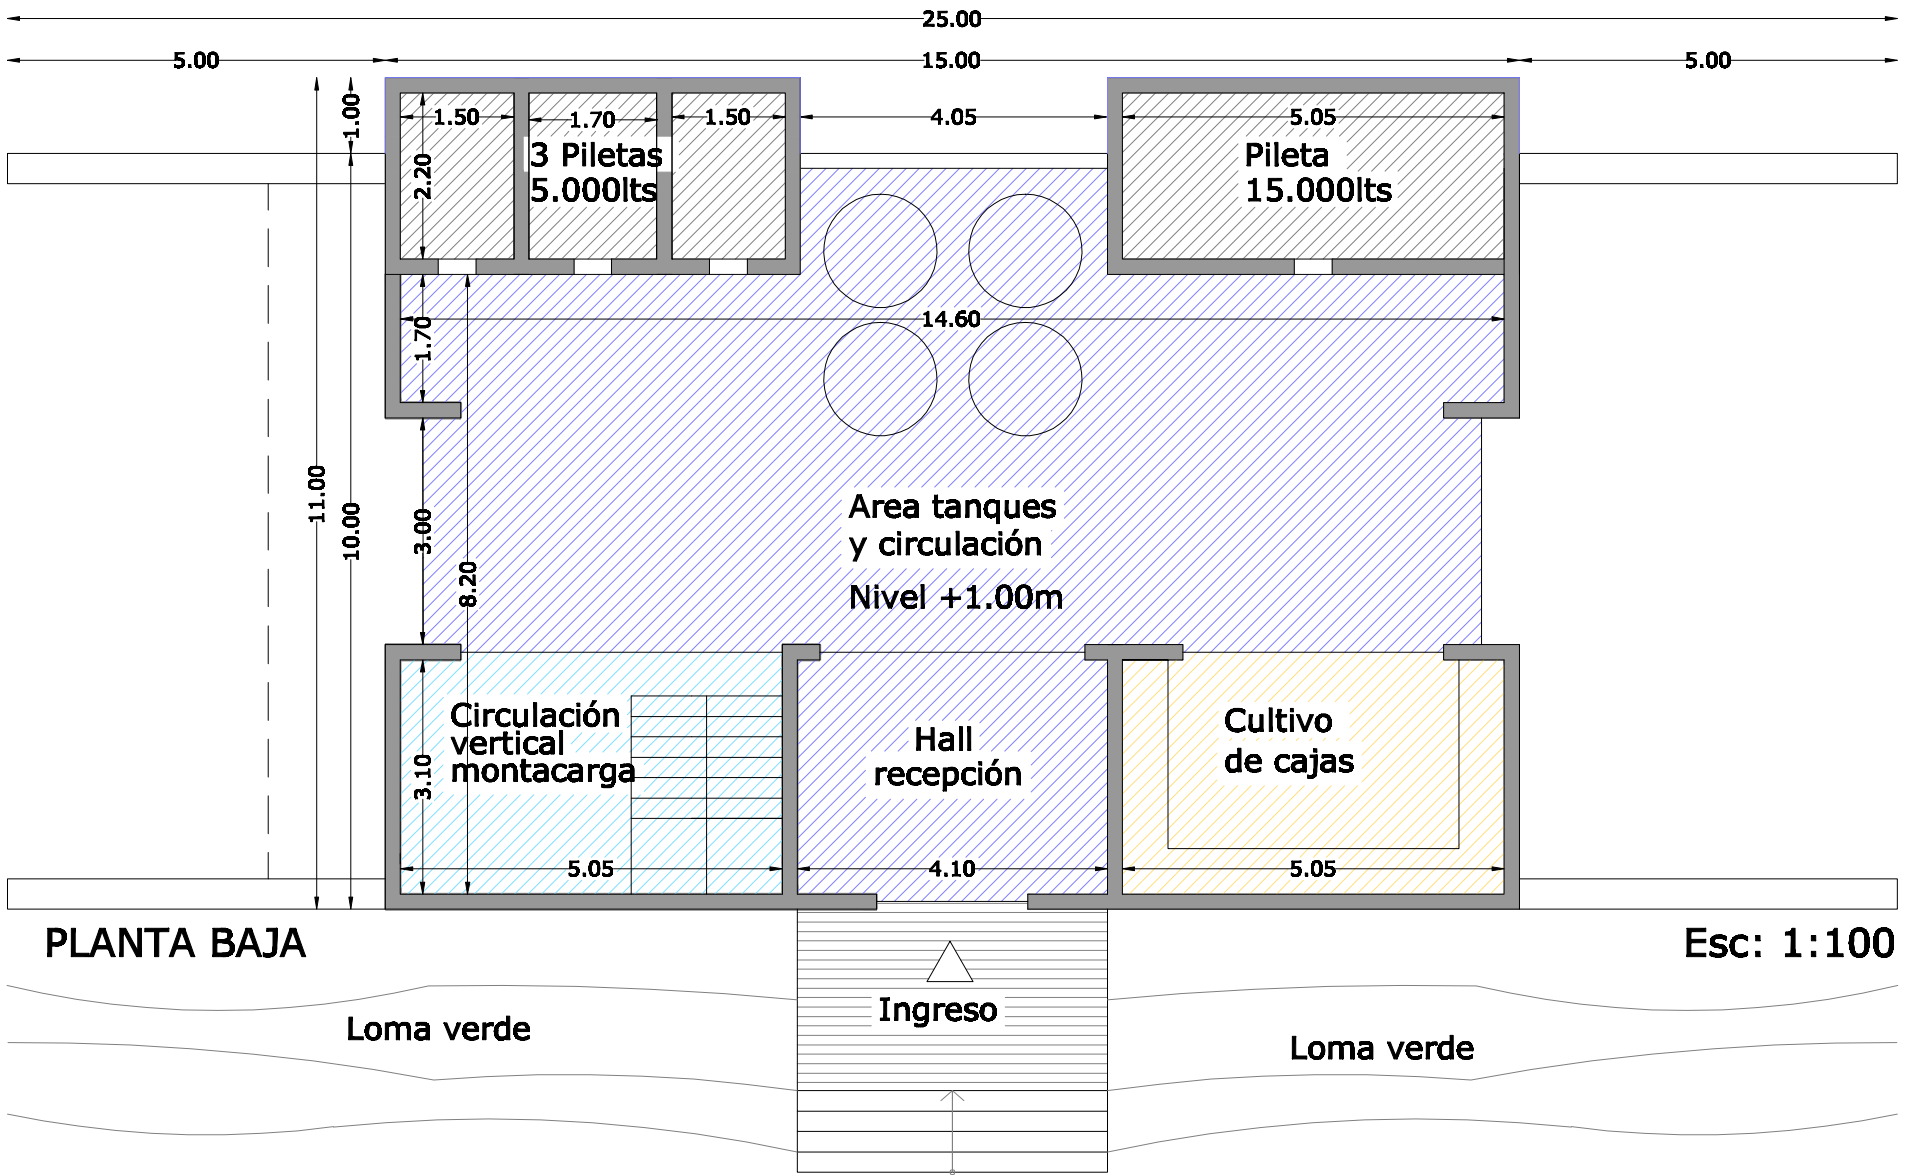 25.00
5.00
15.00
5.00
1.00
1.50
1.70
1.50
4.05
5.05
3 Piletas
5.000lts
Pileta
15.000lts
2.20
14.60
1.70
11.00
10.00
3.00
8.20
Area tanques
y circulación
Nivel +1.00m
Circulación
vertical
montacarga
Hall
recepción
Cultivo
de cajas
3.10
5.05
4.10
5.05
PLANTA BAJA
Esc: 1:100
Ingreso
Loma verde
Loma verde